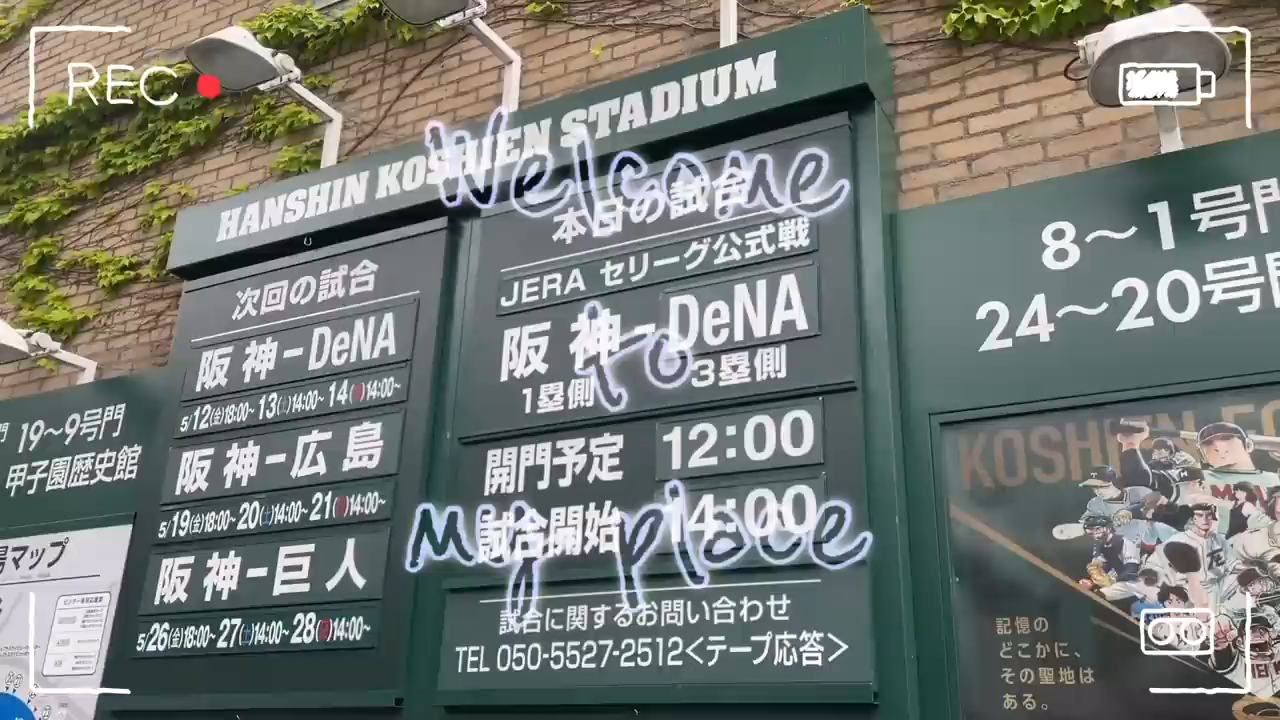 REC
HANSHIN KOSHIEN STADIUM
Welcome
to
My place
次回の試合
阪神-DeNA
5/12(金)18:00~ 13(土)14:00~ 14(日)14:00~
阪神-広島
5/19(金)18:00~ 20(土)14:00~ 21(日)14:00~
阪神-巨人
5/26(金)18:00~ 27(土)14:00~ 28(日)14:00~
本日の試合
JERA セリーグ公式戦
阪神-DeNA
1塁側 3塁側
開門予定 12:00
試合開始 14:00
試合に関するお問い合わせ
TEL 050-5527-2512<テープ応答>
8～1号門
24～20号門
19～9号門
甲子園歴史館
場マップ
KOSHIEN
記憶の
どこかに、
その聖地は
ある。